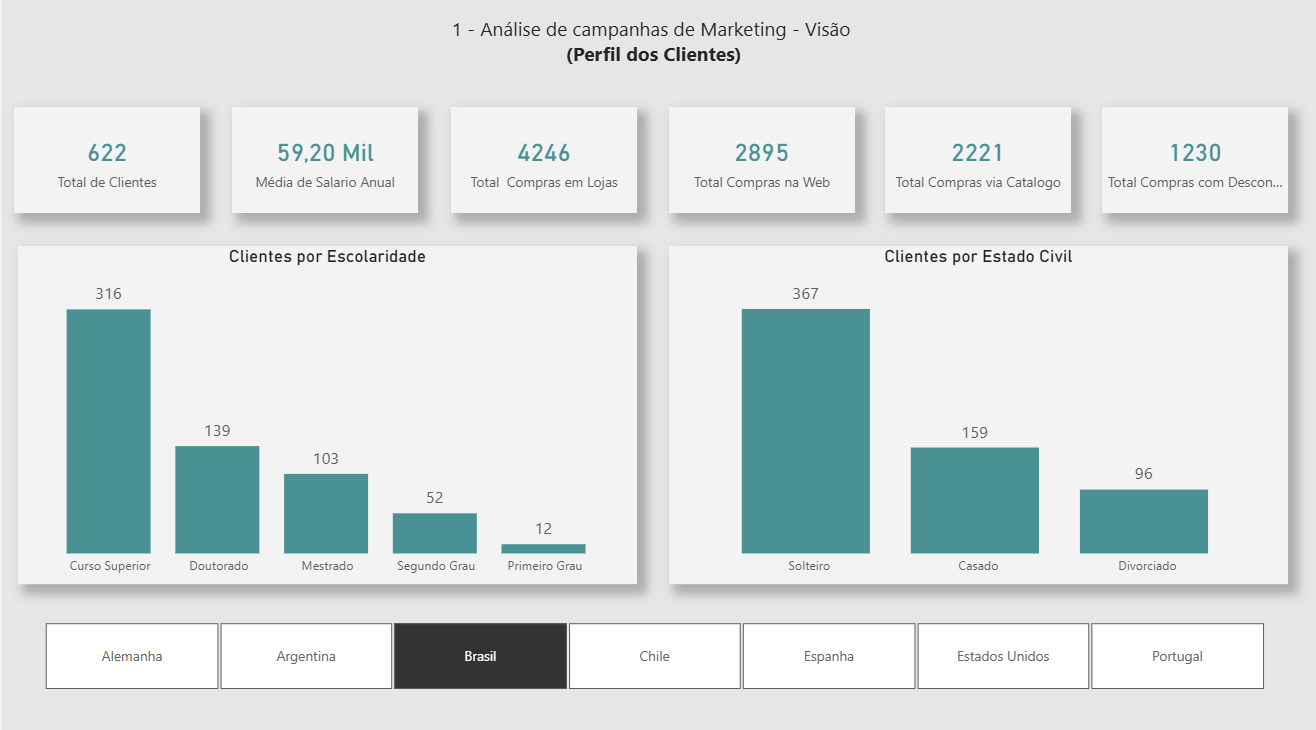 1 - Análise de campanhas de Marketing - Visão
(Perfil dos Clientes)
622
Total de Clientes
59,20 Mil
Média de Salario Anual
4246
Total Compras em Lojas
2895
Total Compras na Web
2221
Total Compras via Catalogo
1230
Total Compras com Descon...
Clientes por Escolaridade
316
139
103
52
12
Curso Superior
Doutorado
Mestrado
Segundo Grau
Primeiro Grau
Clientes por Estado Civil
367
159
96
Solteiro
Casado
Divorciado
Alemanha
Argentina
Brasil
Chile
Espanha
Estados Unidos
Portugal